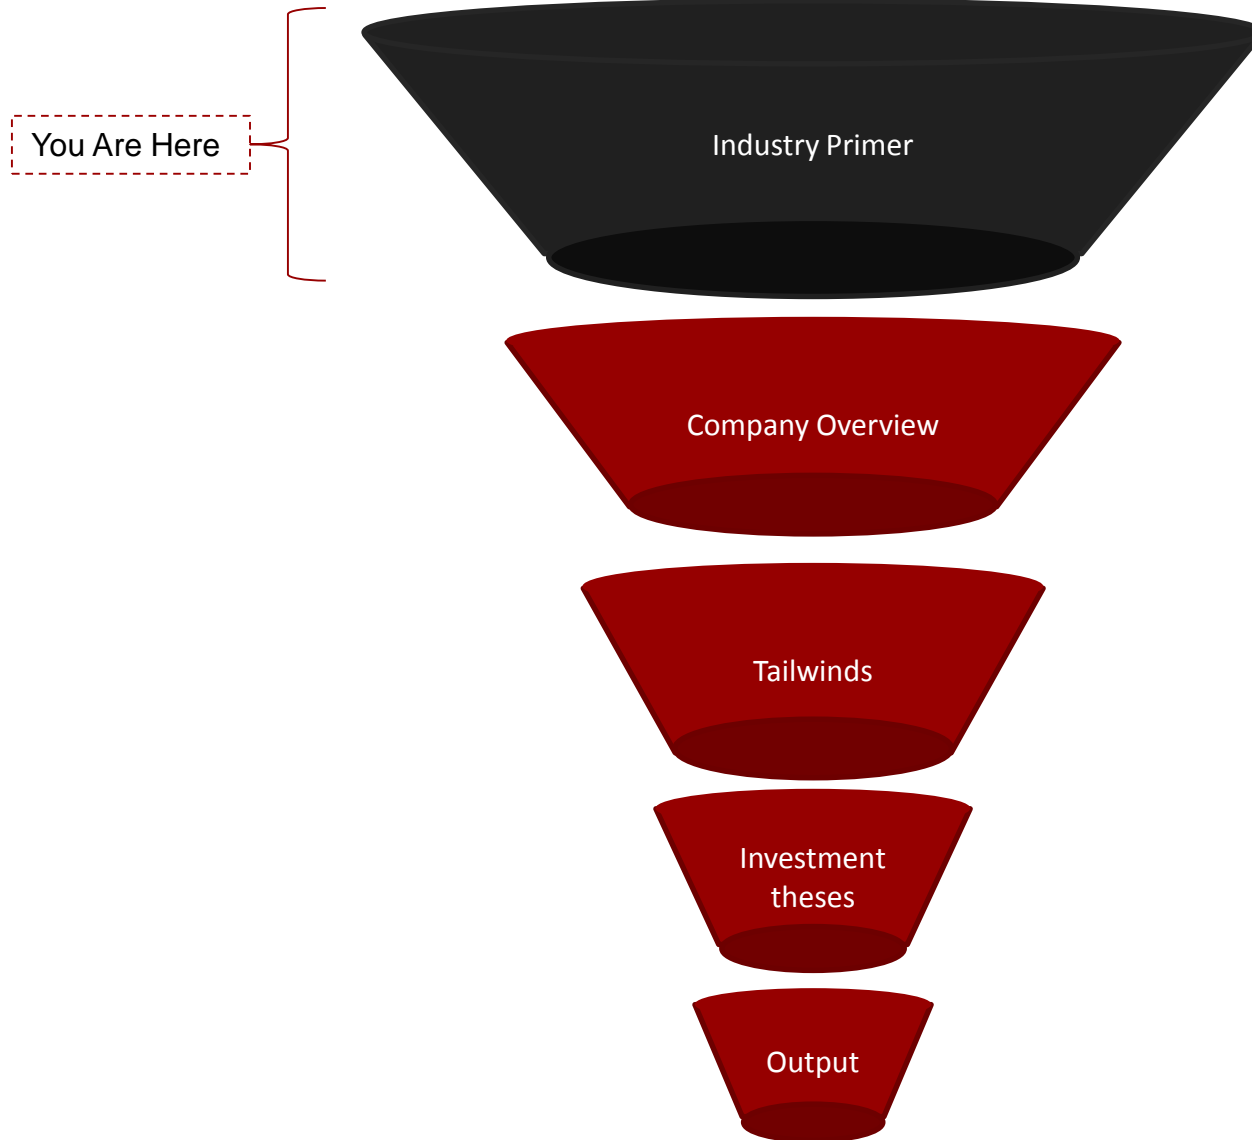 You Are Here
Industry Primer
Company Overview
Tailwinds
Investment
theses
Output